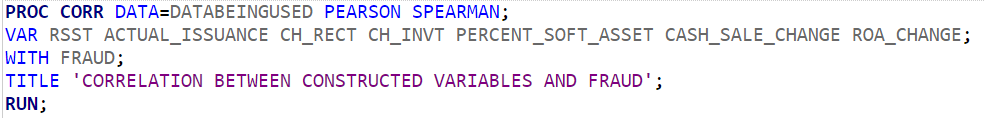 PROC CORR DATA=DATABEINGUSED PEARSON SPEARMAN;
VAR RSST ACTUAL_ISSUANCE CH_RECT CH_INVT PERCENT_SOFT_ASSET CASH_SALE_CHANGE ROA_CHANGE;
WITH FRAUD;
TITLE 'CORRELATION BETWEEN CONSTRUCTED VARIABLES AND FRAUD';
RUN;